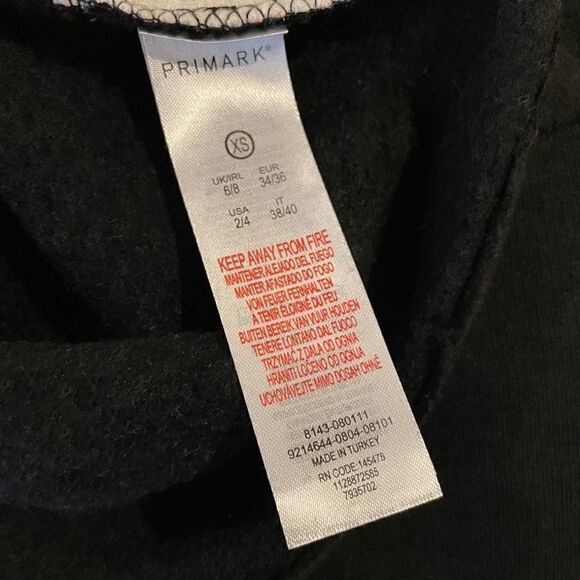 PRIMARK®
XS
UK/IRL EUR
6/8 34/36
USA IT
2/4 38/40
KEEP AWAY FROM FIRE
MANTENER ALEJADO DEL FUEGO
MANTER AFASTADO DO FOGO
VON FEUER FERNHALTEN
A TENIR ÉLOIGNÉ DU FEU
BUITEN BEREIK VAN VUUR HOUDEN
TENERE LONTANO DAL FUOCO
TRZYMAĆ Z DALA OD OGNIA
HRANITI LOČENO OD OGNJA
UCHOVÁVEJTE MIMO DOSAH OHNĚ
8143-080111
9214644-0804-08101
MADE IN TURKEY
RN CODE:145478
1128872585
7935702